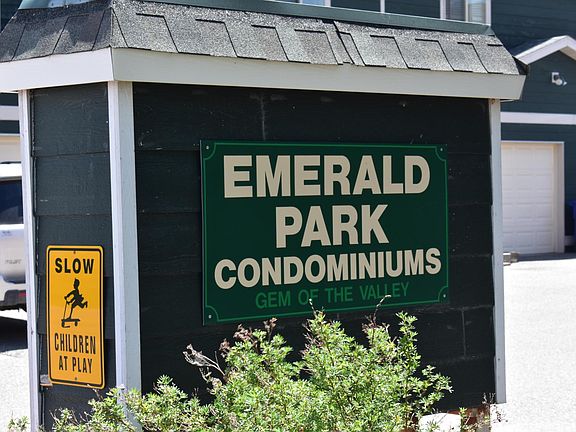 EMERALD
PARK
CONDOMINIUMS
GEM OF THE VALLEY
SLOW
CHILDREN
AT PLAY